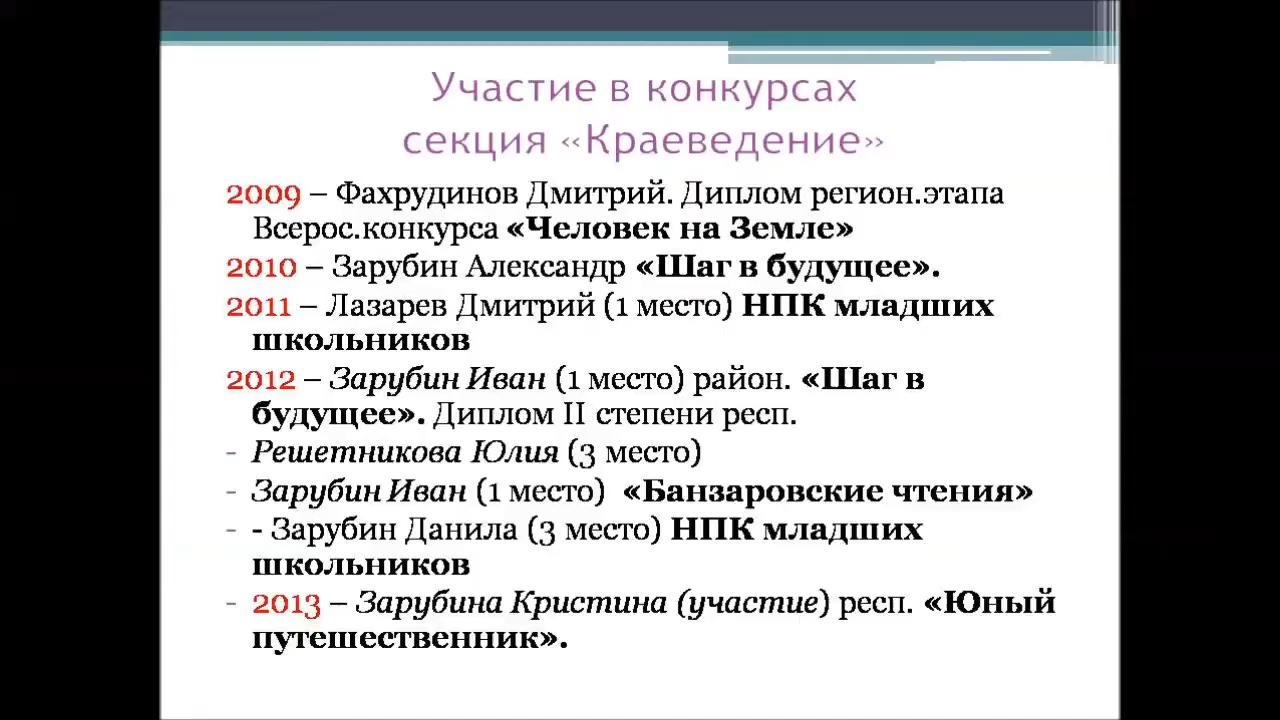 Участие в конкурсах
секция «Краеведение»
2009 – Фахрудинов Дмитрий. Диплом регион.этапа
Всерос.конкурса «Человек на Земле»
2010 – Зарубин Александр «Шаг в будущее».
2011 – Лазарев Дмитрий (1 место) НПК младших
школьников
2012 – Зарубин Иван (1 место) район. «Шаг в
будущее». Диплом II степени респ.
- Решетникова Юлия (3 место)
- Зарубин Иван (1 место) «Банзаровские чтения»
- - Зарубин Данила (3 место) НПК младших
школьников
- 2013 – Зарубина Кристина (участие) респ. «Юный
путешественник».